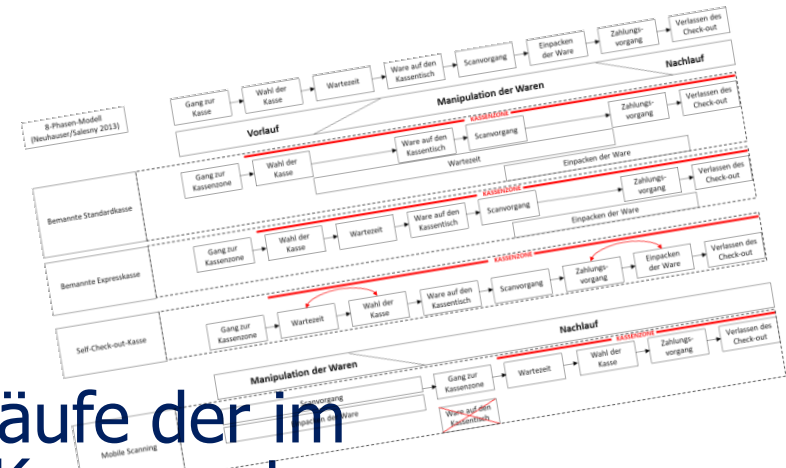 8-Phasen-Modell
(Neuhauser/Salesny 2013)
Gang zur
Kasse
Wahl der
Kasse
Wartezeit
Ware auf den
Kassentisch
Scanvorgang
Einpacken
der Ware
Zahlungs-
vorgang
Verlassen des
Check-out
Vorlauf
Manipulation der Waren
Nachlauf
Bemannte Standardkasse
KASSENZONE
Gang zur
Kassenzone
Wahl der
Kasse
Ware auf den
Kassentisch
Scanvorgang
Zahlungs-
vorgang
Verlassen des
Check-out
Wartezeit
Einpacken der Ware
Bemannte Expresskasse
KASSENZONE
Gang zur
Kassenzone
Wahl der
Kasse
Wartezeit
Ware auf den
Kassentisch
Scanvorgang
Zahlungs-
vorgang
Verlassen des
Check-out
Einpacken der Ware
Self-Check-out-Kasse
KASSENZONE
Gang zur
Kassenzone
Wartezeit
Wahl der
Kasse
Ware auf den
Kassentisch
Scanvorgang
Zahlungs-
vorgang
Einpacken
der Ware
Verlassen des
Check-out
Manipulation der Waren
Nachlauf
Mobile Scanning
Scanvorgang
Einpacken der Ware
Gang zur
Kassenzone
Ware auf den
Kassentisch
KASSENZONE
Wartezeit
Wahl der
Kasse
Zahlungs-
vorgang
Verlassen des
Check-out
äufe der im